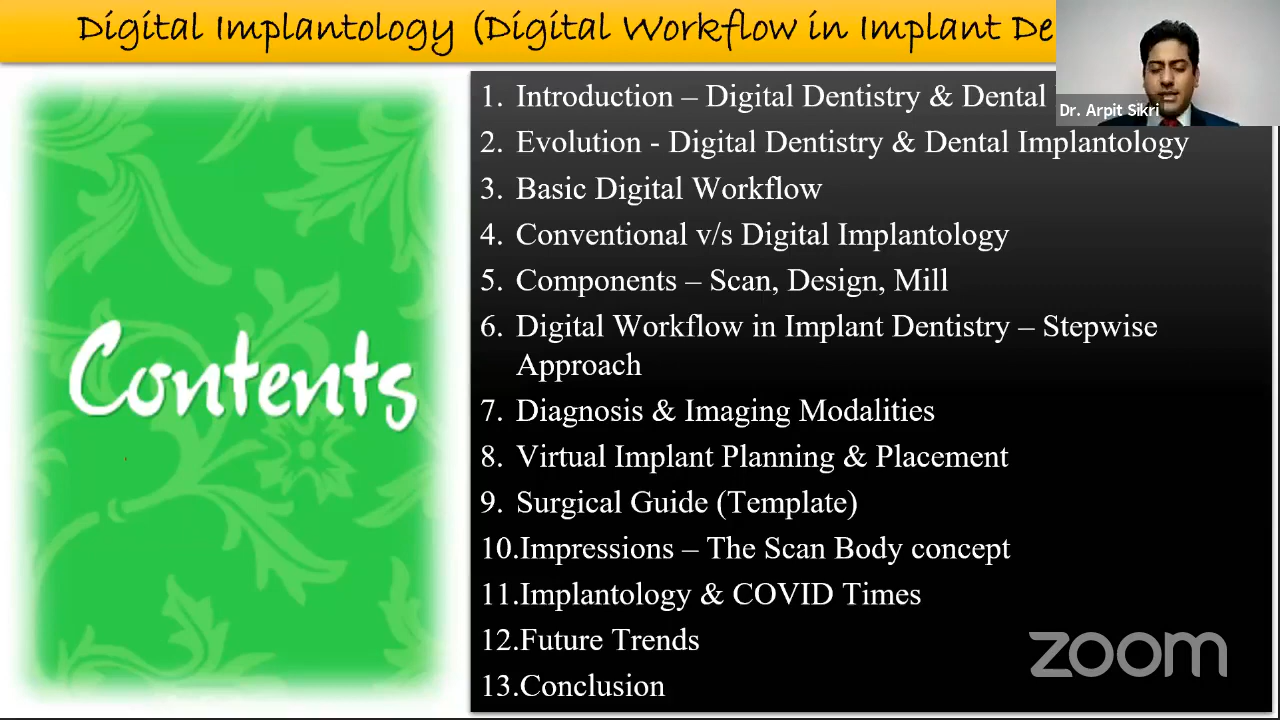 Digital Implantology (Digital Workflow in Implant De
Dr. Arpit Sikri
Contents
1. Introduction – Digital Dentistry & Dental
2. Evolution - Digital Dentistry & Dental Implantology
3. Basic Digital Workflow
4. Conventional v/s Digital Implantology
5. Components – Scan, Design, Mill
6. Digital Workflow in Implant Dentistry – Stepwise
Approach
7. Diagnosis & Imaging Modalities
8. Virtual Implant Planning & Placement
9. Surgical Guide (Template)
10.Impressions – The Scan Body concept
11.Implantology & COVID Times
12.Future Trends
13.Conclusion
zoom